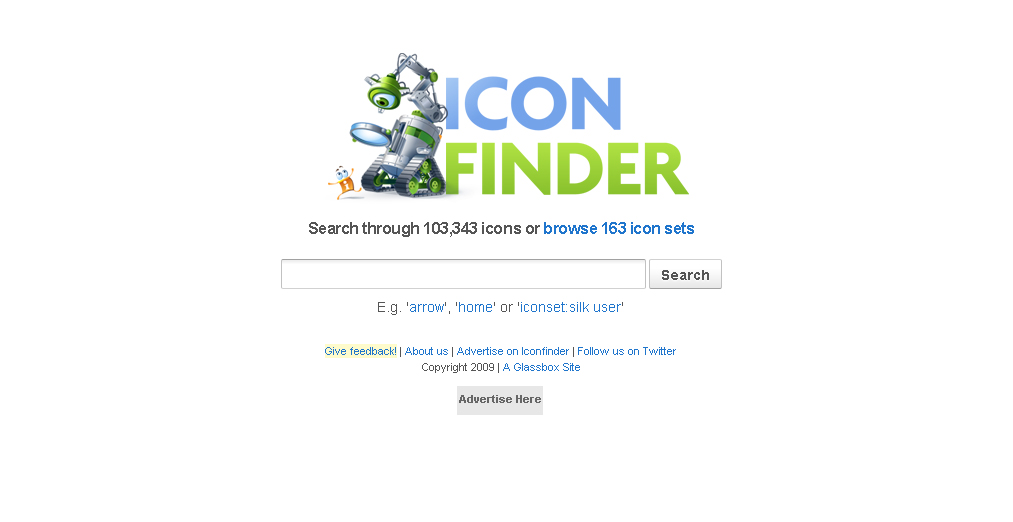 ICON
FINDER
Search through 103,343 icons or browse 163 icon sets
Search
E.g. 'arrow', 'home' or 'iconset:silk user'
Give feedback! | About us | Advertise on Iconfinder | Follow us on Twitter
Copyright 2009 | A Glassbox Site
Advertise Here